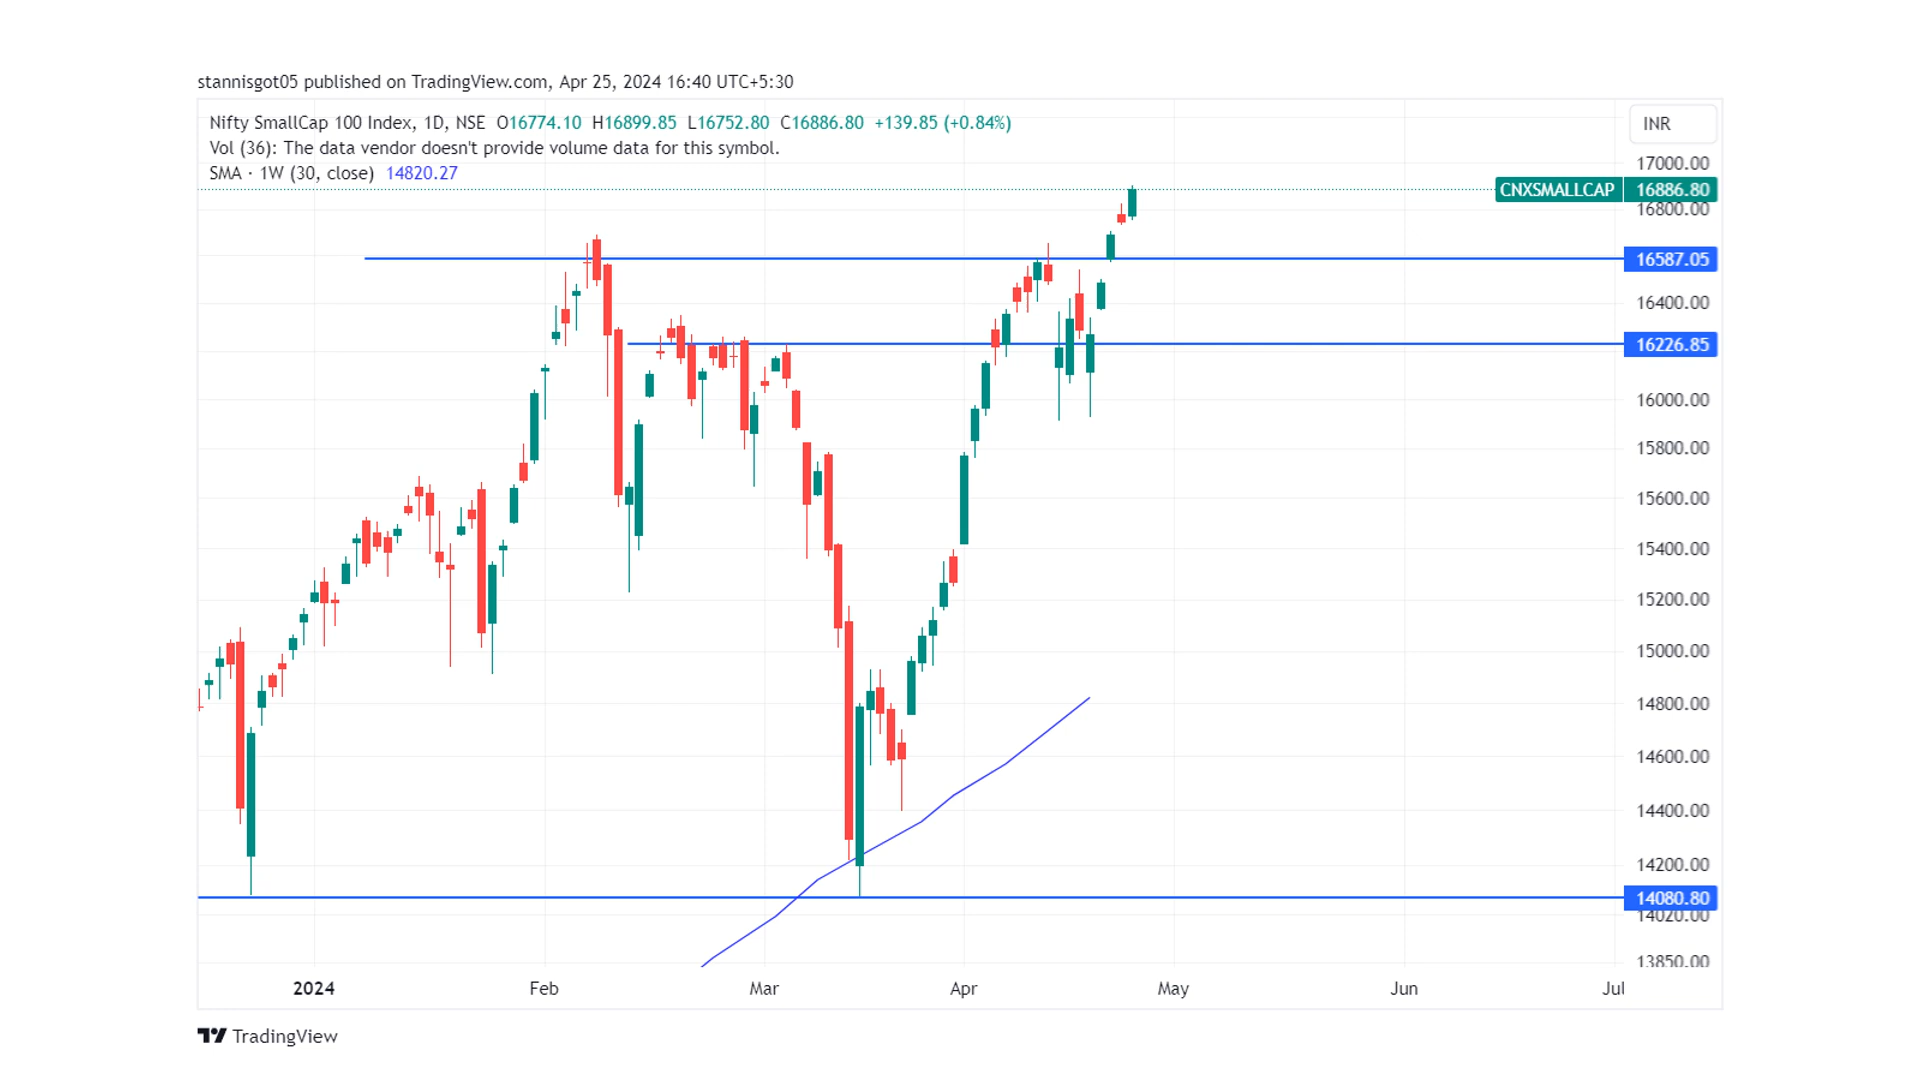 stannisgot05 published on TradingView.com, Apr 25, 2024 16:40 UTC+5:30
Nifty SmallCap 100 Index, 1D, NSE O16774.10 H16899.85 L16752.80 C16886.80 +139.85 (+0.84%)
INR
Vol (36): The data vendor doesn't provide volume data for this symbol.
SMA · 1W (30, close) 14820.27
17000.00
CNXSMALLCAP 16886.80
16800.00
16587.05
16400.00
16226.85
16000.00
15800.00
15600.00
15400.00
15200.00
15000.00
14800.00
14600.00
14400.00
14200.00
14080.80
14020.00
13850.00
2024 Feb Mar Apr May Jun Jul
TradingView